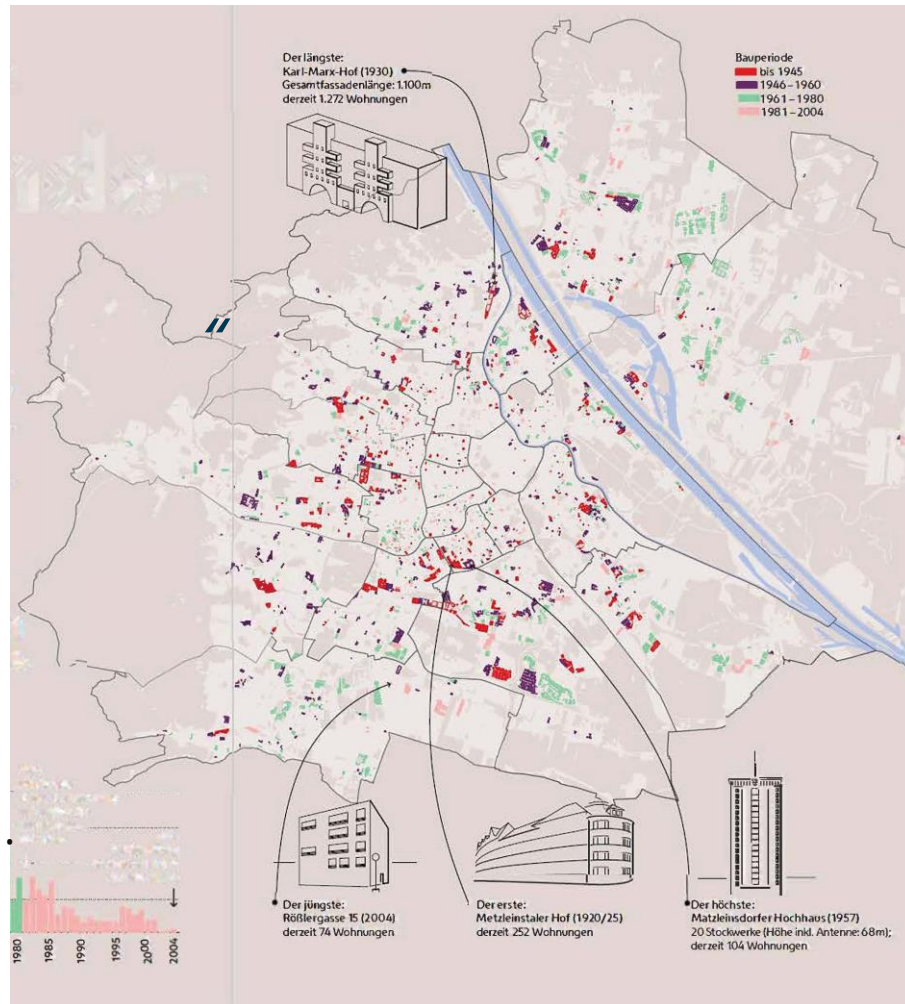 Der längste:
Karl-Marx-Hof (1930)
Gesamtfassadenlänge: 1.100m
derzeit 1.272 Wohnungen
Bauperiode
bis 1945
1946–1960
1961–1980
1981–2004
Der jüngste:
Rößlergasse 15 (2004)
derzeit 74 Wohnungen
Der erste:
Metzleinstaler Hof (1920/25)
derzeit 252 Wohnungen
Der höchste:
Matzleinsdorfer Hochhaus (1957)
20 Stockwerke (Höhe inkl. Antenne: 68m);
derzeit 104 Wohnungen
1980
1985
1990
1995
2000
2004